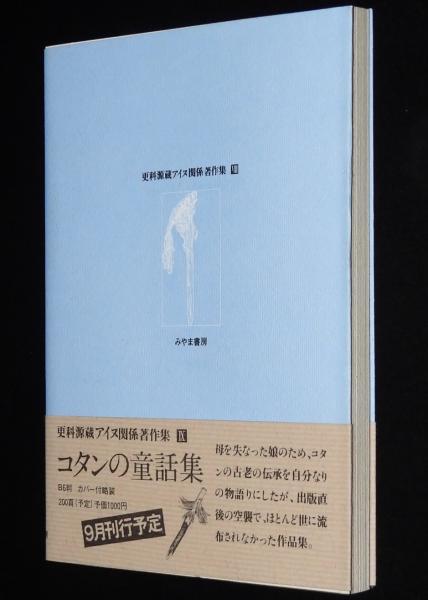 更科源蔵アイヌ関係著作集 Ⅷ
みやま書房
更科源蔵アイヌ関係著作集 Ⅸ
コタンの童話集
B6判 カバー付略装
200頁[予定]予価1000円
9月刊行予定
母を失なった娘のため、コタ
ンの古老の伝承を自分なり
の物語りにしたが、出版直
後の空襲で、ほとんど世に流
布されなかった作品集。